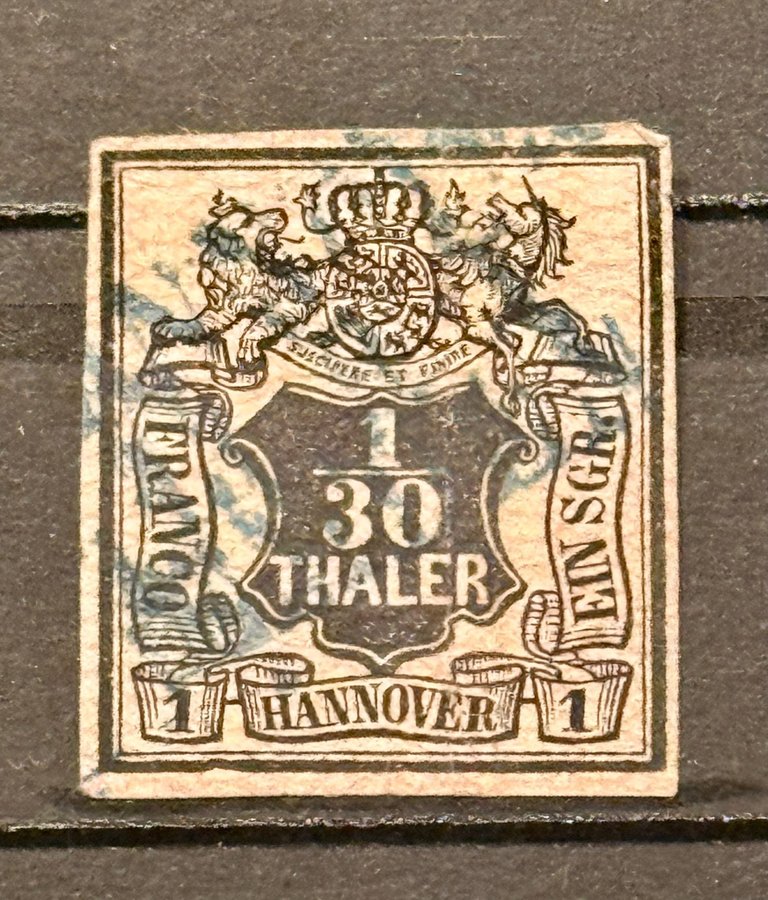 SUSCIPERE ET FINIRE
1
30
THALER
FRANCO
EIN SGR.
1
HANNOVER
1